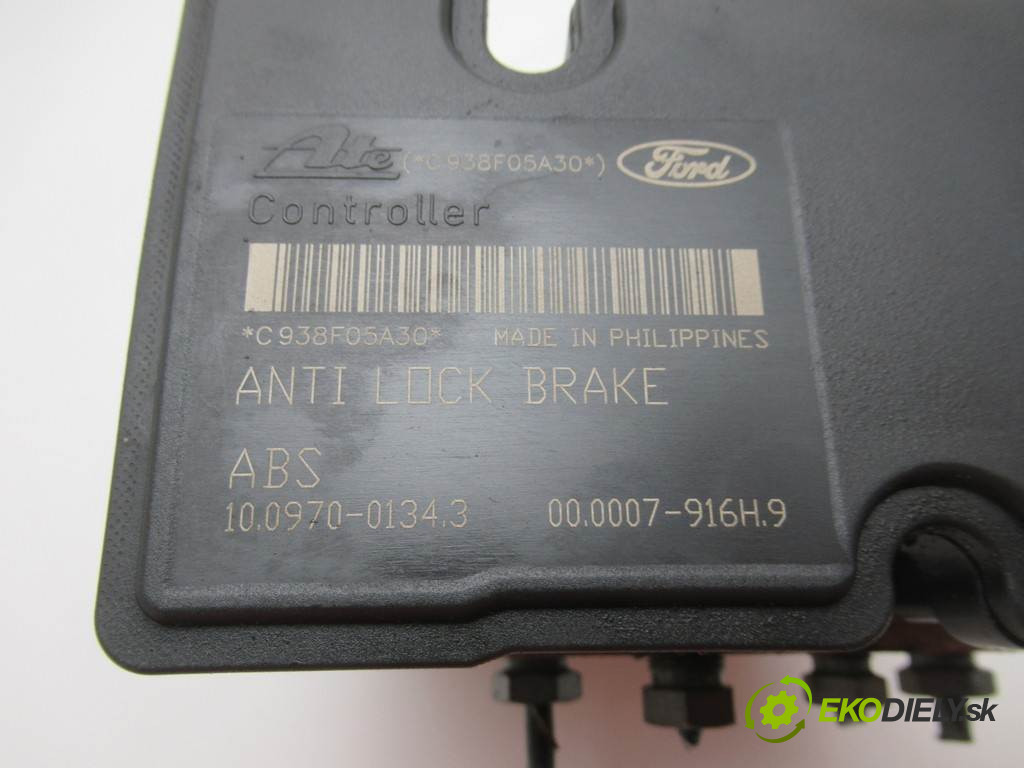 Ate (*C938F05A30*) Ford
Controller
*C938F05A30* MADE IN PHILIPPINES
ANTI LOCK BRAKE
ABS
10.0970-0134.3 00.0007-916H.9
EKODIELY.sk